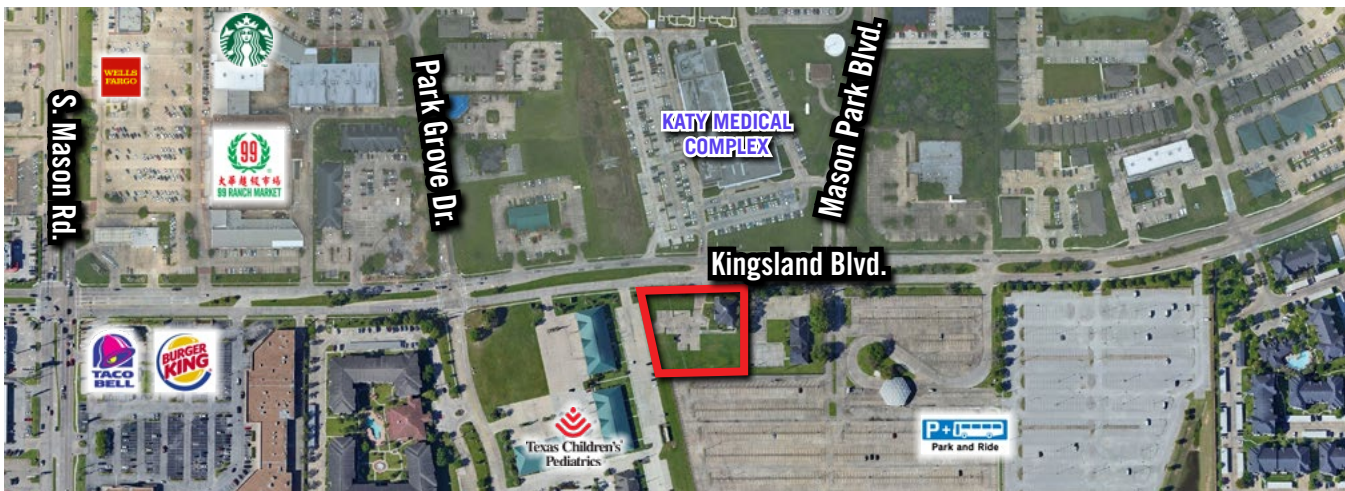 WELLS
FARGO
S. Mason Rd.
99
大華超級市場
99 RANCH MARKET
Park Grove Dr.
KATY MEDICAL
COMPLEX
Mason Park Blvd.
Kingsland Blvd.
TACO
BELL
BURGER
KING
Texas Children's
Pediatrics
P+
Park and Ride